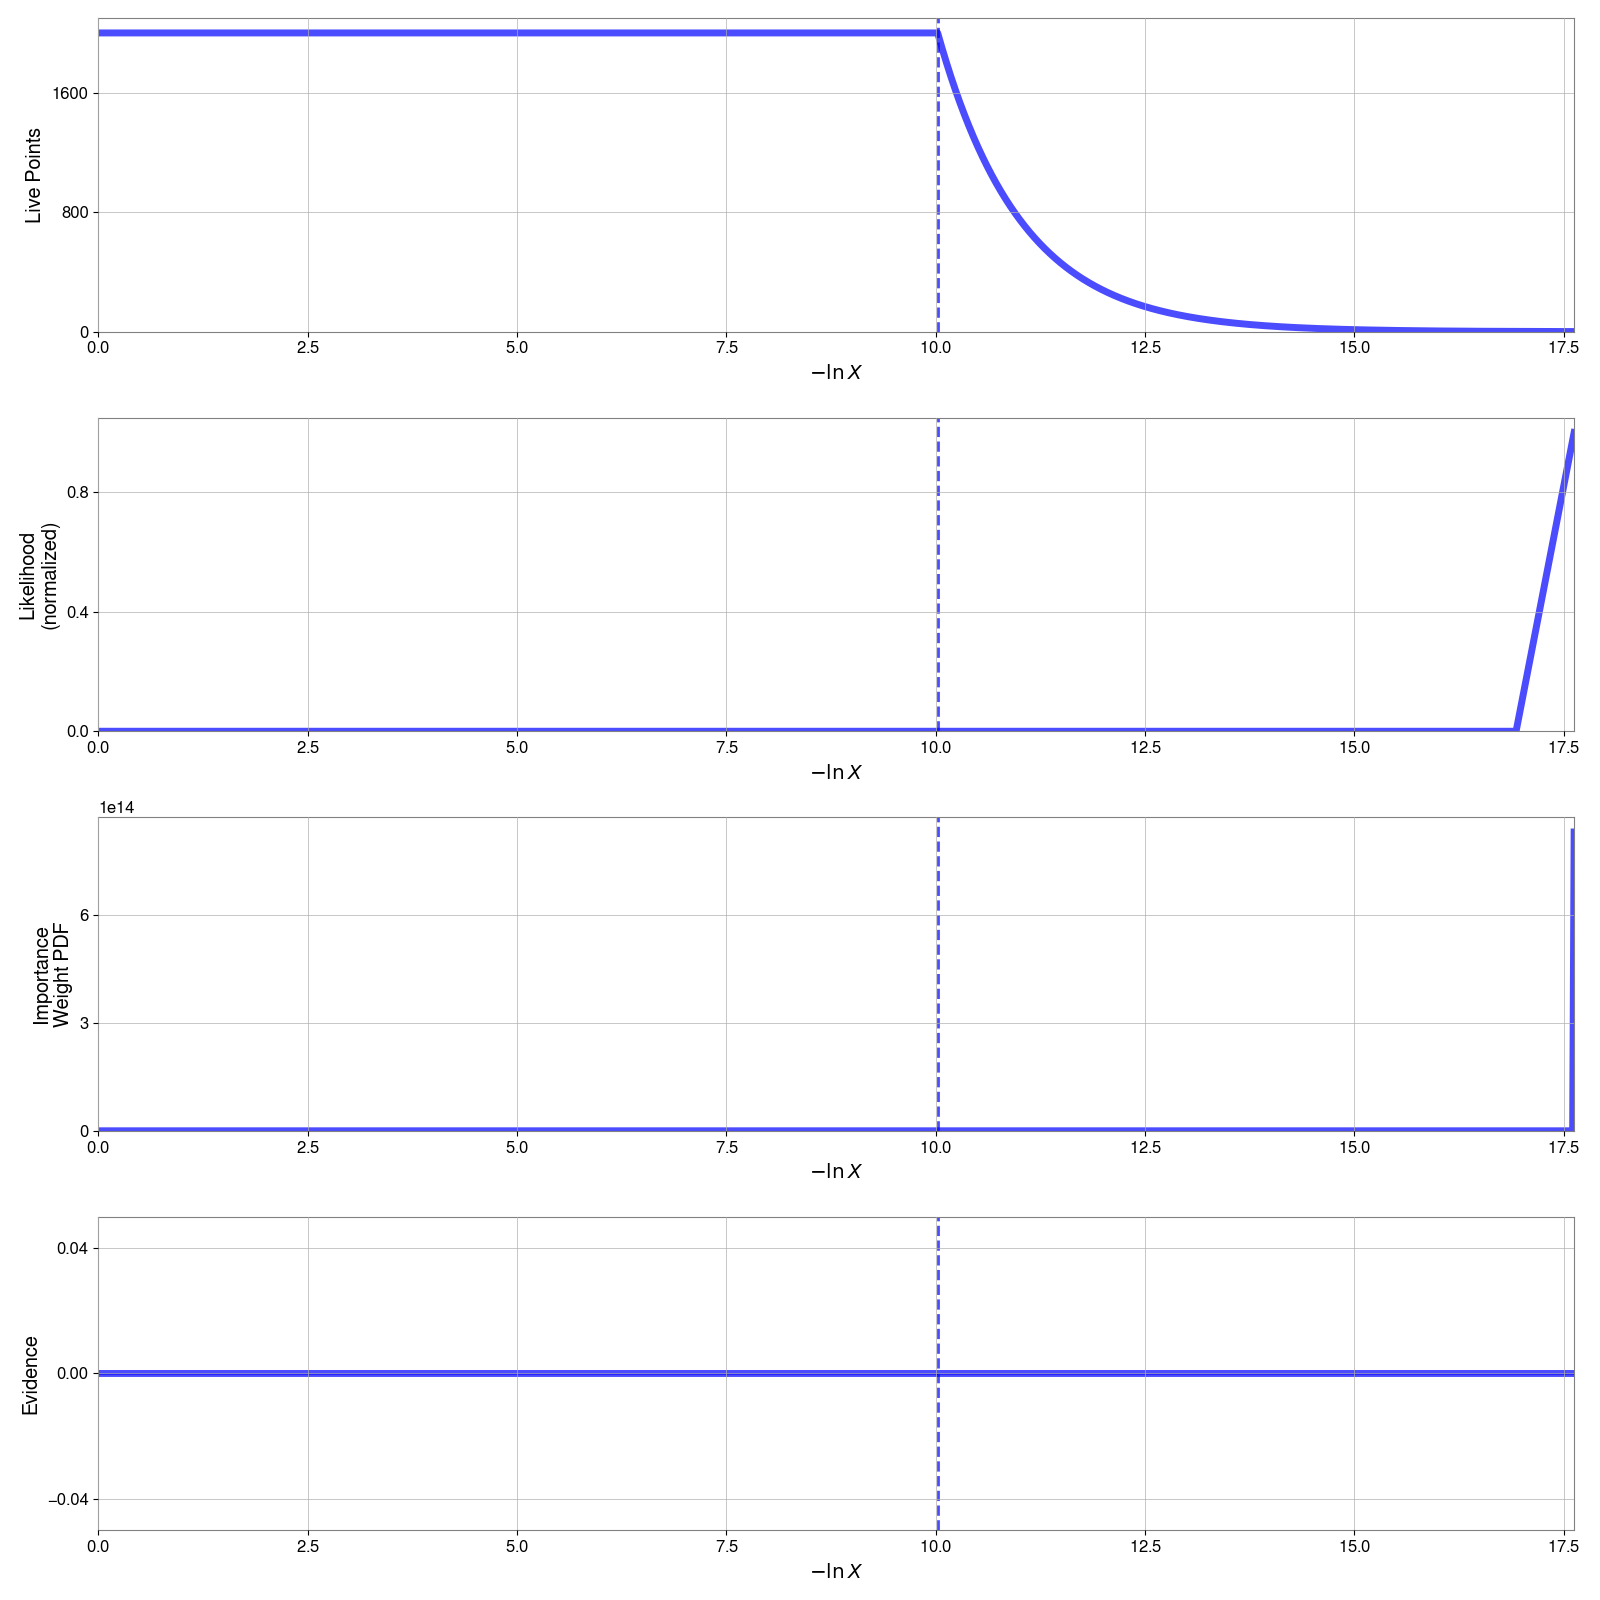 1600
800
0
Live Points
0.0 2.5 5.0 7.5 10.0 12.5 15.0 17.5
−ln X
0.8
0.4
0.0
Likelihood
(normalized)
0.0 2.5 5.0 7.5 10.0 12.5 15.0 17.5
−ln X
1e14
6
3
0
Importance
Weight PDF
0.0 2.5 5.0 7.5 10.0 12.5 15.0 17.5
−ln X
0.04
0.00
−0.04
Evidence
0.0 2.5 5.0 7.5 10.0 12.5 15.0 17.5
−ln X